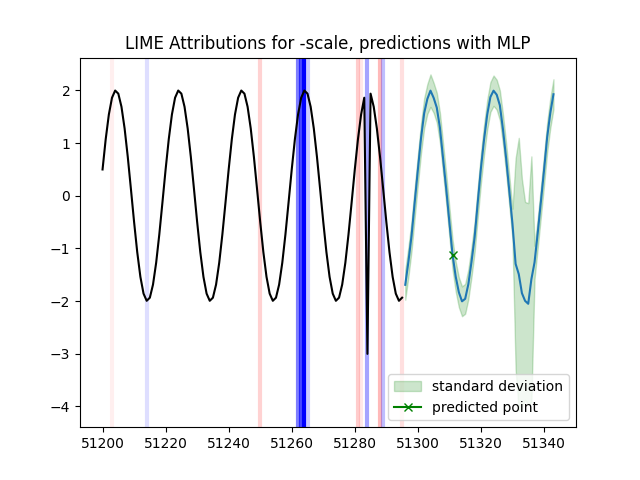 LIME Attributions for -scale, predictions with MLP
2
1
0
−1
−2
−3
−4
standard deviation
predicted point
51200 51220 51240 51260 51280 51300 51320 51340